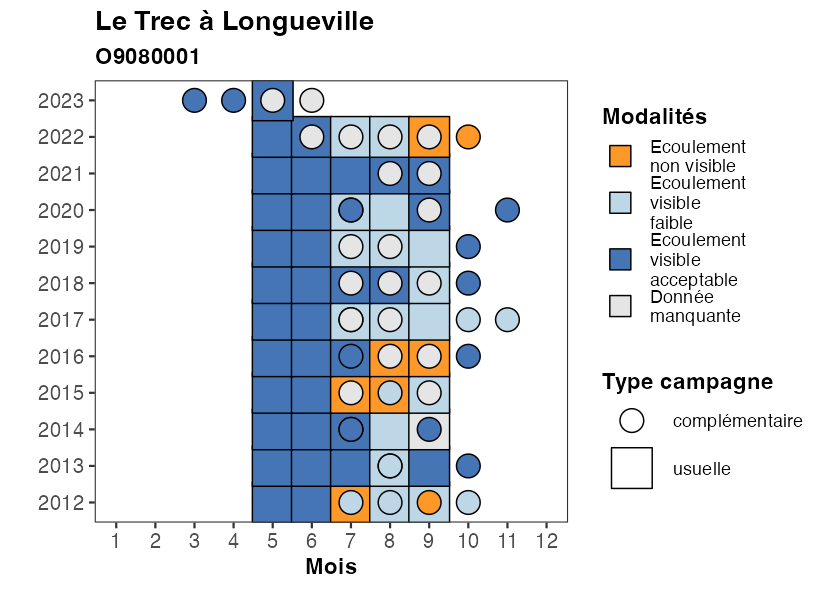 Le Trec à Longueville
O9080001
2023
2022
2021
2020
2019
2018
2017
2016
2015
2014
2013
2012
1 2 3 4 5 6 7 8 9 10 11 12
Mois
Modalités
Ecoulement
non visible
Ecoulement
visible
faible
Ecoulement
visible
acceptable
Donnée
manquante
Type campagne
complémentaire
usuelle